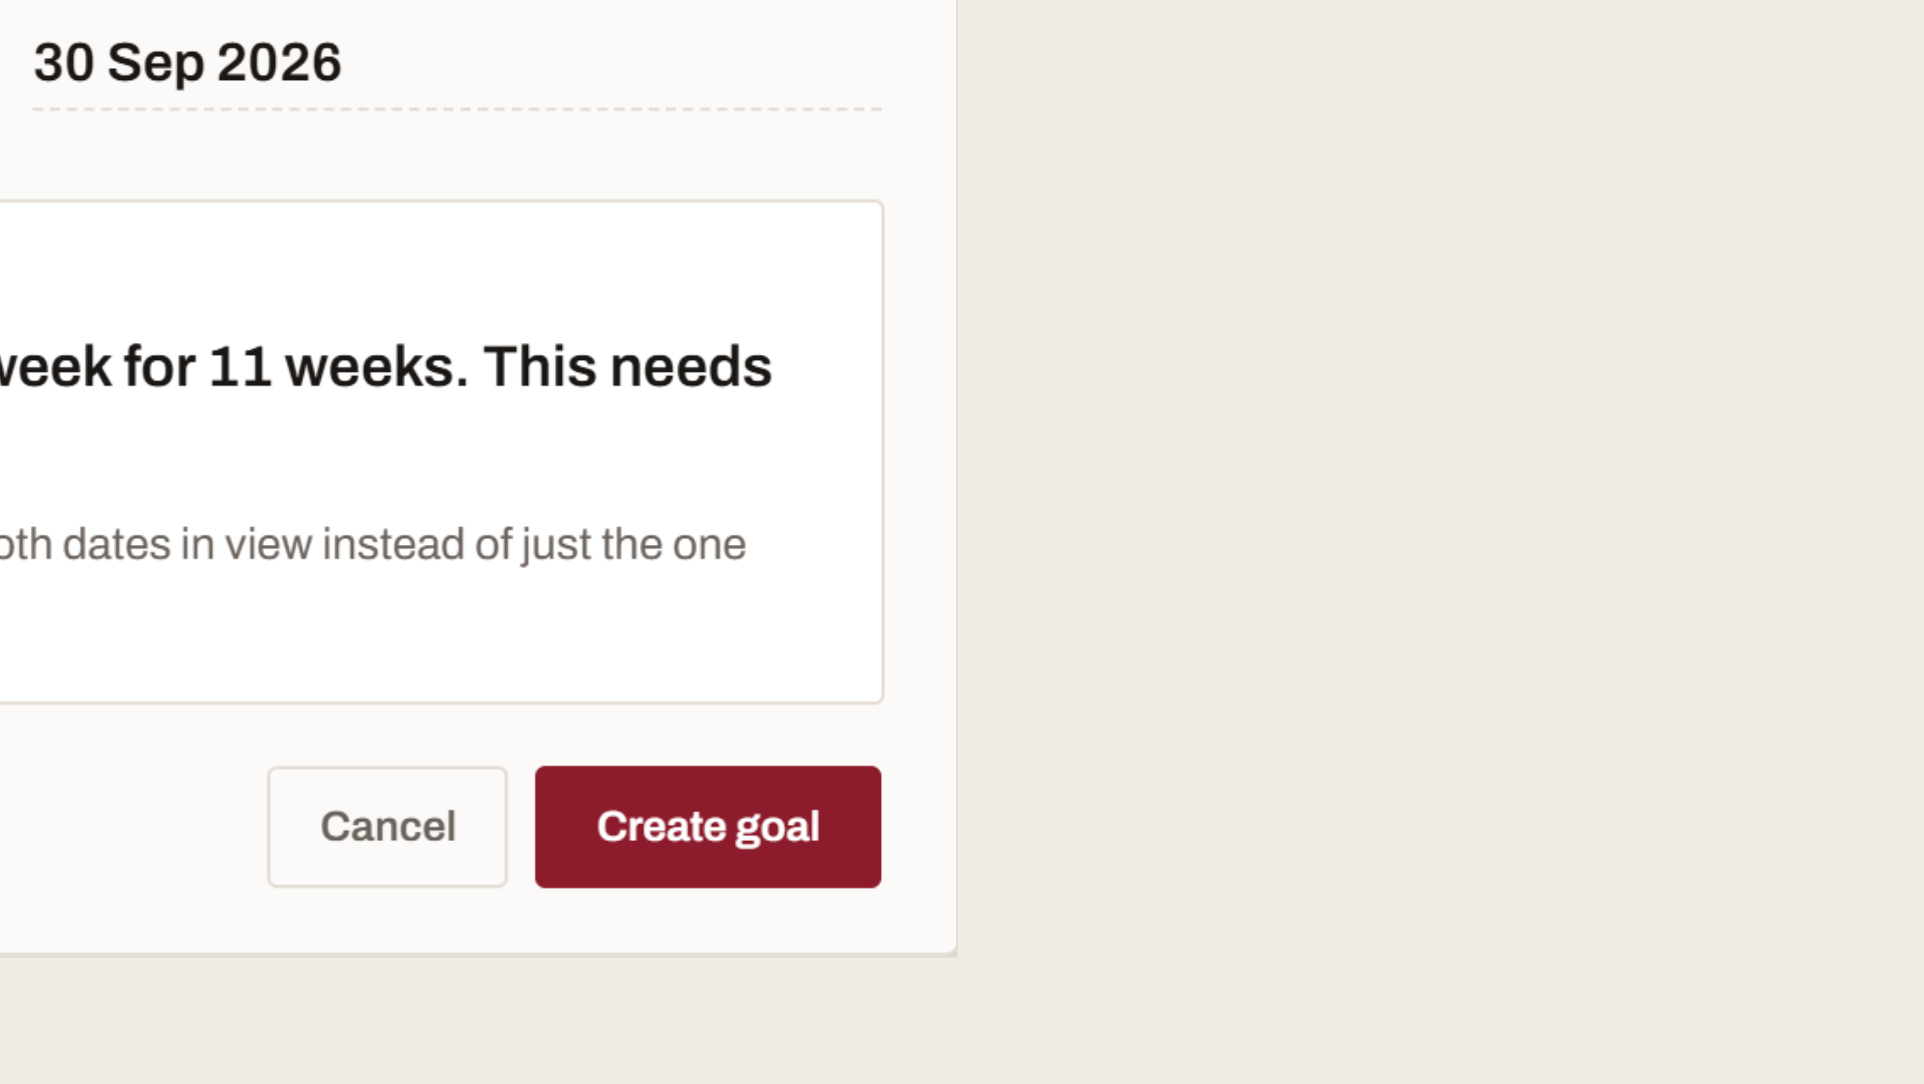 30 Sep 2026
week for 11 weeks. This needs
dates in view instead of just the one
Cancel
Create goal